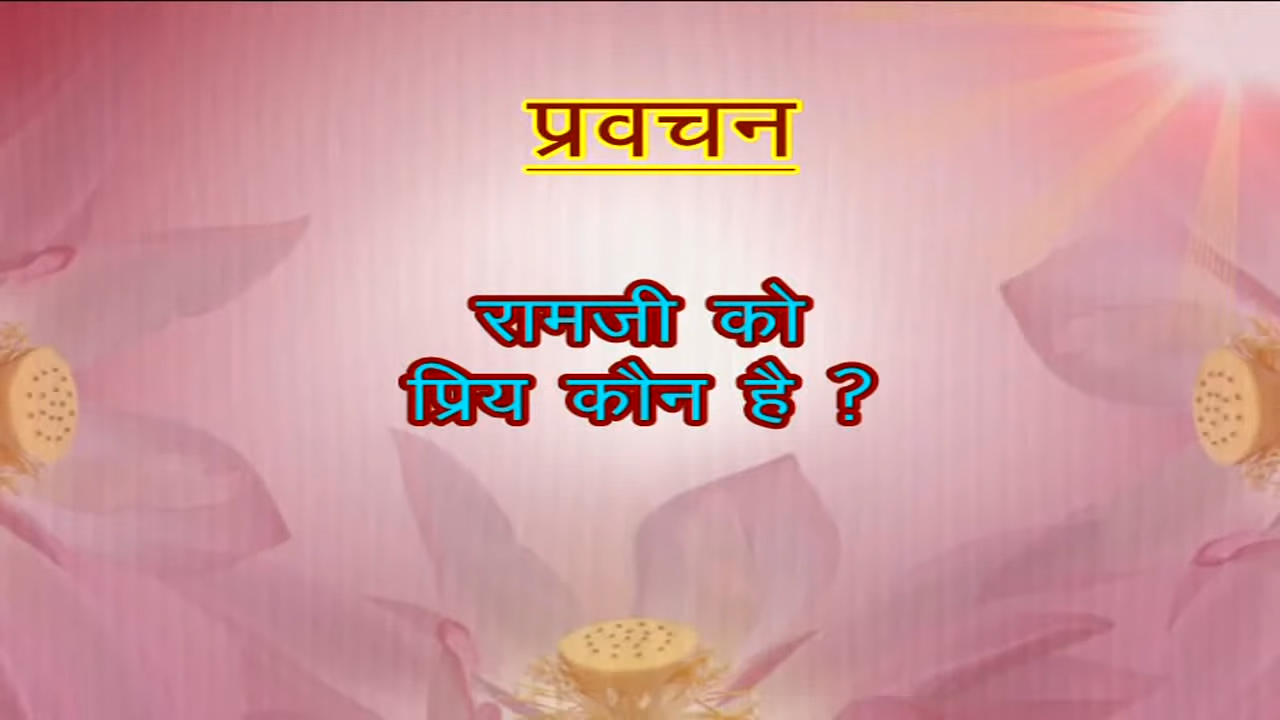 प्रवचन
रामजी को
प्रिय कौन है ?